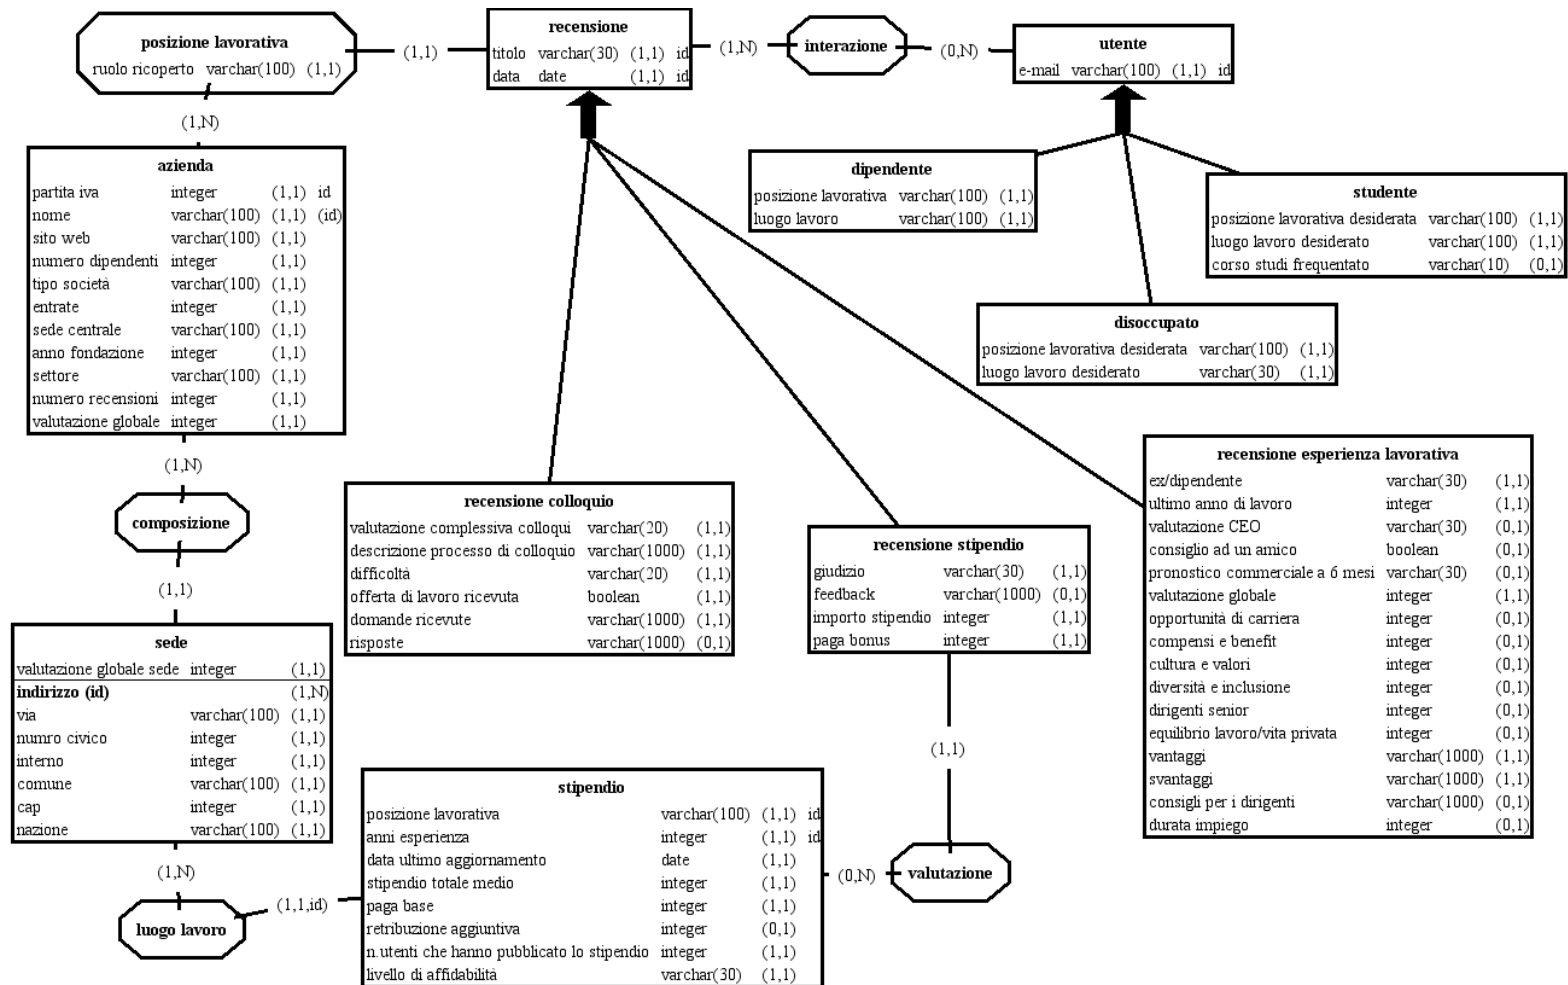 posizione lavorativa
ruolo ricoperto varchar(100) (1,1)
(1,1)
recensione
titolo varchar(30) (1,1) id
data date (1,1) id
(1,N)
interazione
(0,N)
utente
e-mail varchar(100) (1,1) id
(1,N)
azienda
partita iva integer (1,1) id
nome varchar(100) (1,1) (id)
sito web varchar(100) (1,1)
numero dipendenti integer (1,1)
tipo società varchar(100) (1,1)
entrate integer (1,1)
sede centrale varchar(100) (1,1)
anno fondazione integer (1,1)
settore varchar(100) (1,1)
numero recensioni integer (1,1)
valutazione globale integer (1,1)
dipendente
posizione lavorativa varchar(100) (1,1)
luogo lavoro varchar(100) (1,1)
studente
posizione lavorativa desiderata varchar(100) (1,1)
luogo lavoro desiderato varchar(100) (1,1)
corso studi frequentato varchar(10) (0,1)
disoccupato
posizione lavorativa desiderata varchar(100) (1,1)
luogo lavoro desiderato varchar(30) (1,1)
(1,N)
composizione
(1,1)
recensione colloquio
valutazione complessiva colloqui varchar(20) (1,1)
descrizione processo di colloquio varchar(1000) (1,1)
difficoltà varchar(20) (1,1)
offerta di lavoro ricevuta boolean (1,1)
domande ricevute varchar(1000) (1,1)
risposte varchar(1000) (0,1)
recensione stipendio
giudizio varchar(30) (1,1)
feedback varchar(1000) (0,1)
importo stipendio integer (1,1)
paga bonus integer (1,1)
recensione esperienza lavorativa
ex/dipendente varchar(30) (1,1)
ultimo anno di lavoro integer (1,1)
valutazione CEO varchar(30) (0,1)
consiglio ad un amico boolean (0,1)
pronostico commerciale a 6 mesi varchar(30) (0,1)
valutazione globale integer (1,1)
opportunità di carriera integer (0,1)
compensi e benefit integer (0,1)
cultura e valori integer (0,1)
diversità e inclusione integer (0,1)
dirigenti senior integer (0,1)
equilibrio lavoro/vita privata integer (0,1)
vantaggi varchar(1000) (1,1)
svantaggi varchar(1000) (1,1)
consigli per i dirigenti varchar(1000) (0,1)
durata impiego integer (0,1)
sede
valutazione globale sede integer (1,1)
indirizzo (id) (1,N)
via varchar(100) (1,1)
numro civico integer (1,1)
interno integer (1,1)
comune varchar(100) (1,1)
cap integer (1,1)
nazione varchar(100) (1,1)
(1,N)
luogo lavoro
(1,1,id)
stipendio
posizione lavorativa varchar(100) (1,1) id
anni esperienza integer (1,1) id
data ultimo aggiornamento date (1,1)
stipendio totale medio integer (1,1)
paga base integer (1,1)
retribuzione aggiuntiva integer (0,1)
n.utenti che hanno pubblicato lo stipendio integer (1,1)
livello di affidabilità varchar(30) (1,1)
(1,1)
(0,N)
valutazione